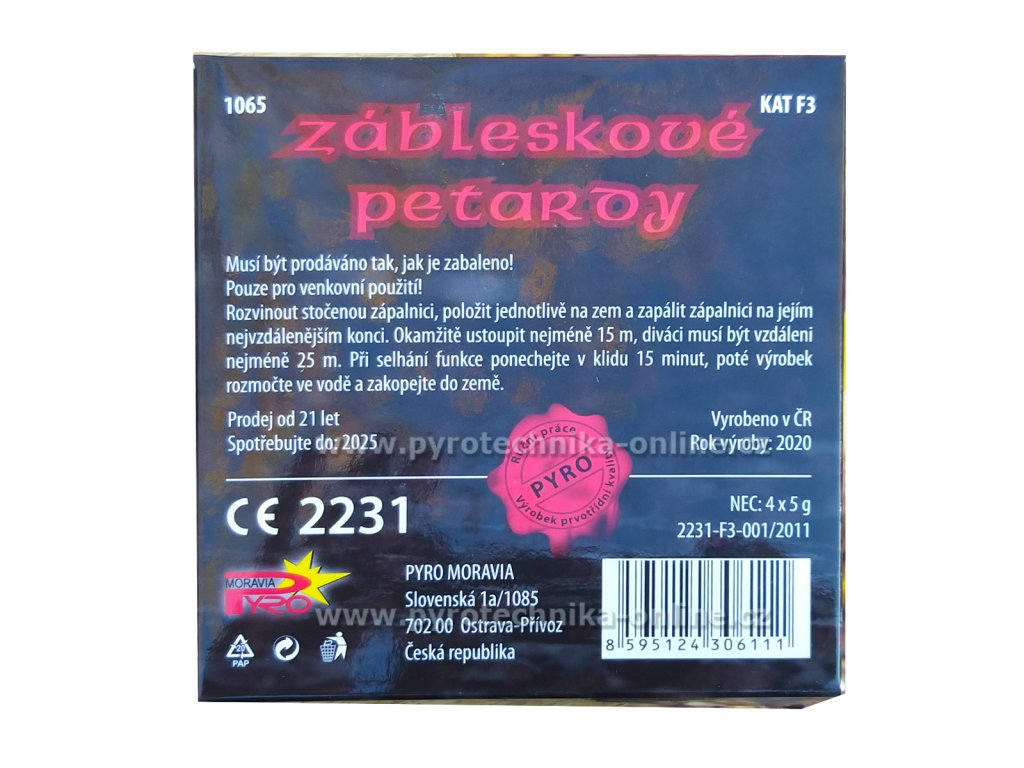 1065
KAT F3
zábleskové
petardy
Musí být prodáváno tak, jak je zabaleno!
Pouze pro venkovní použití!
Rozvinout stočenou zápalnici, položit jednotlivě na zem a zapálit zápalnici na jejím
nejvzdálenějším konci. Okamžitě ustoupit nejméně 15 m, diváci musí být vzdáleni
nejméně 25 m. Při selhání funkce ponechejte v klidu 15 minut, poté výrobek
rozmočte ve vodě a zakopejte do země.
Prodej od 21 let
Vyrobeno v ČR
Spotřebujte do: 2025
Rok výroby: 2020
www.pyrotechnika-online.cz
Ruční práce
PYRO
Výrobek prvotřídní kvality
CE 2231
NEC: 4 x 5 g
2231-F3-001/2011
MORAVIA
PYRO
PYRO MORAVIA
Slovenská 1a/1085
702 00 Ostrava-Přívoz
Česká republika
www.pyrotechnika-online.cz
20
PAP
8 595124 306111